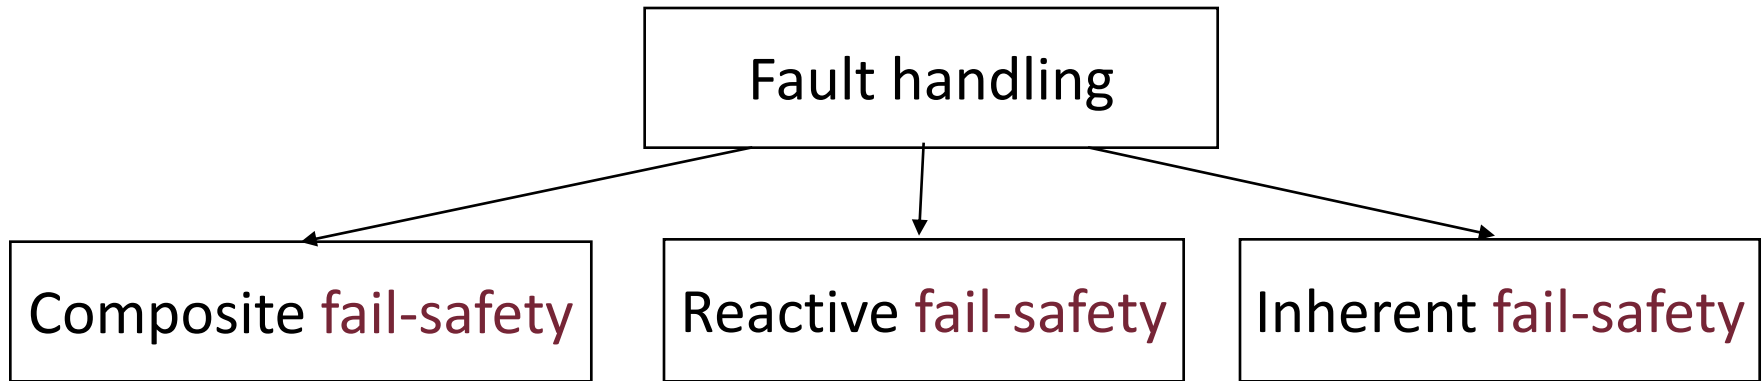 Fault handling
Composite fail-safety
Reactive fail-safety
Inherent fail-safety